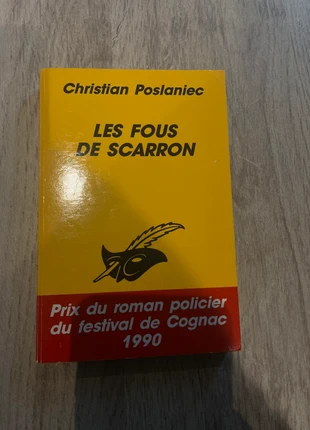 Christian Poslaniec
LES FOUS
DE SCARRON
Prix du roman policier
du festival de Cognac
1990